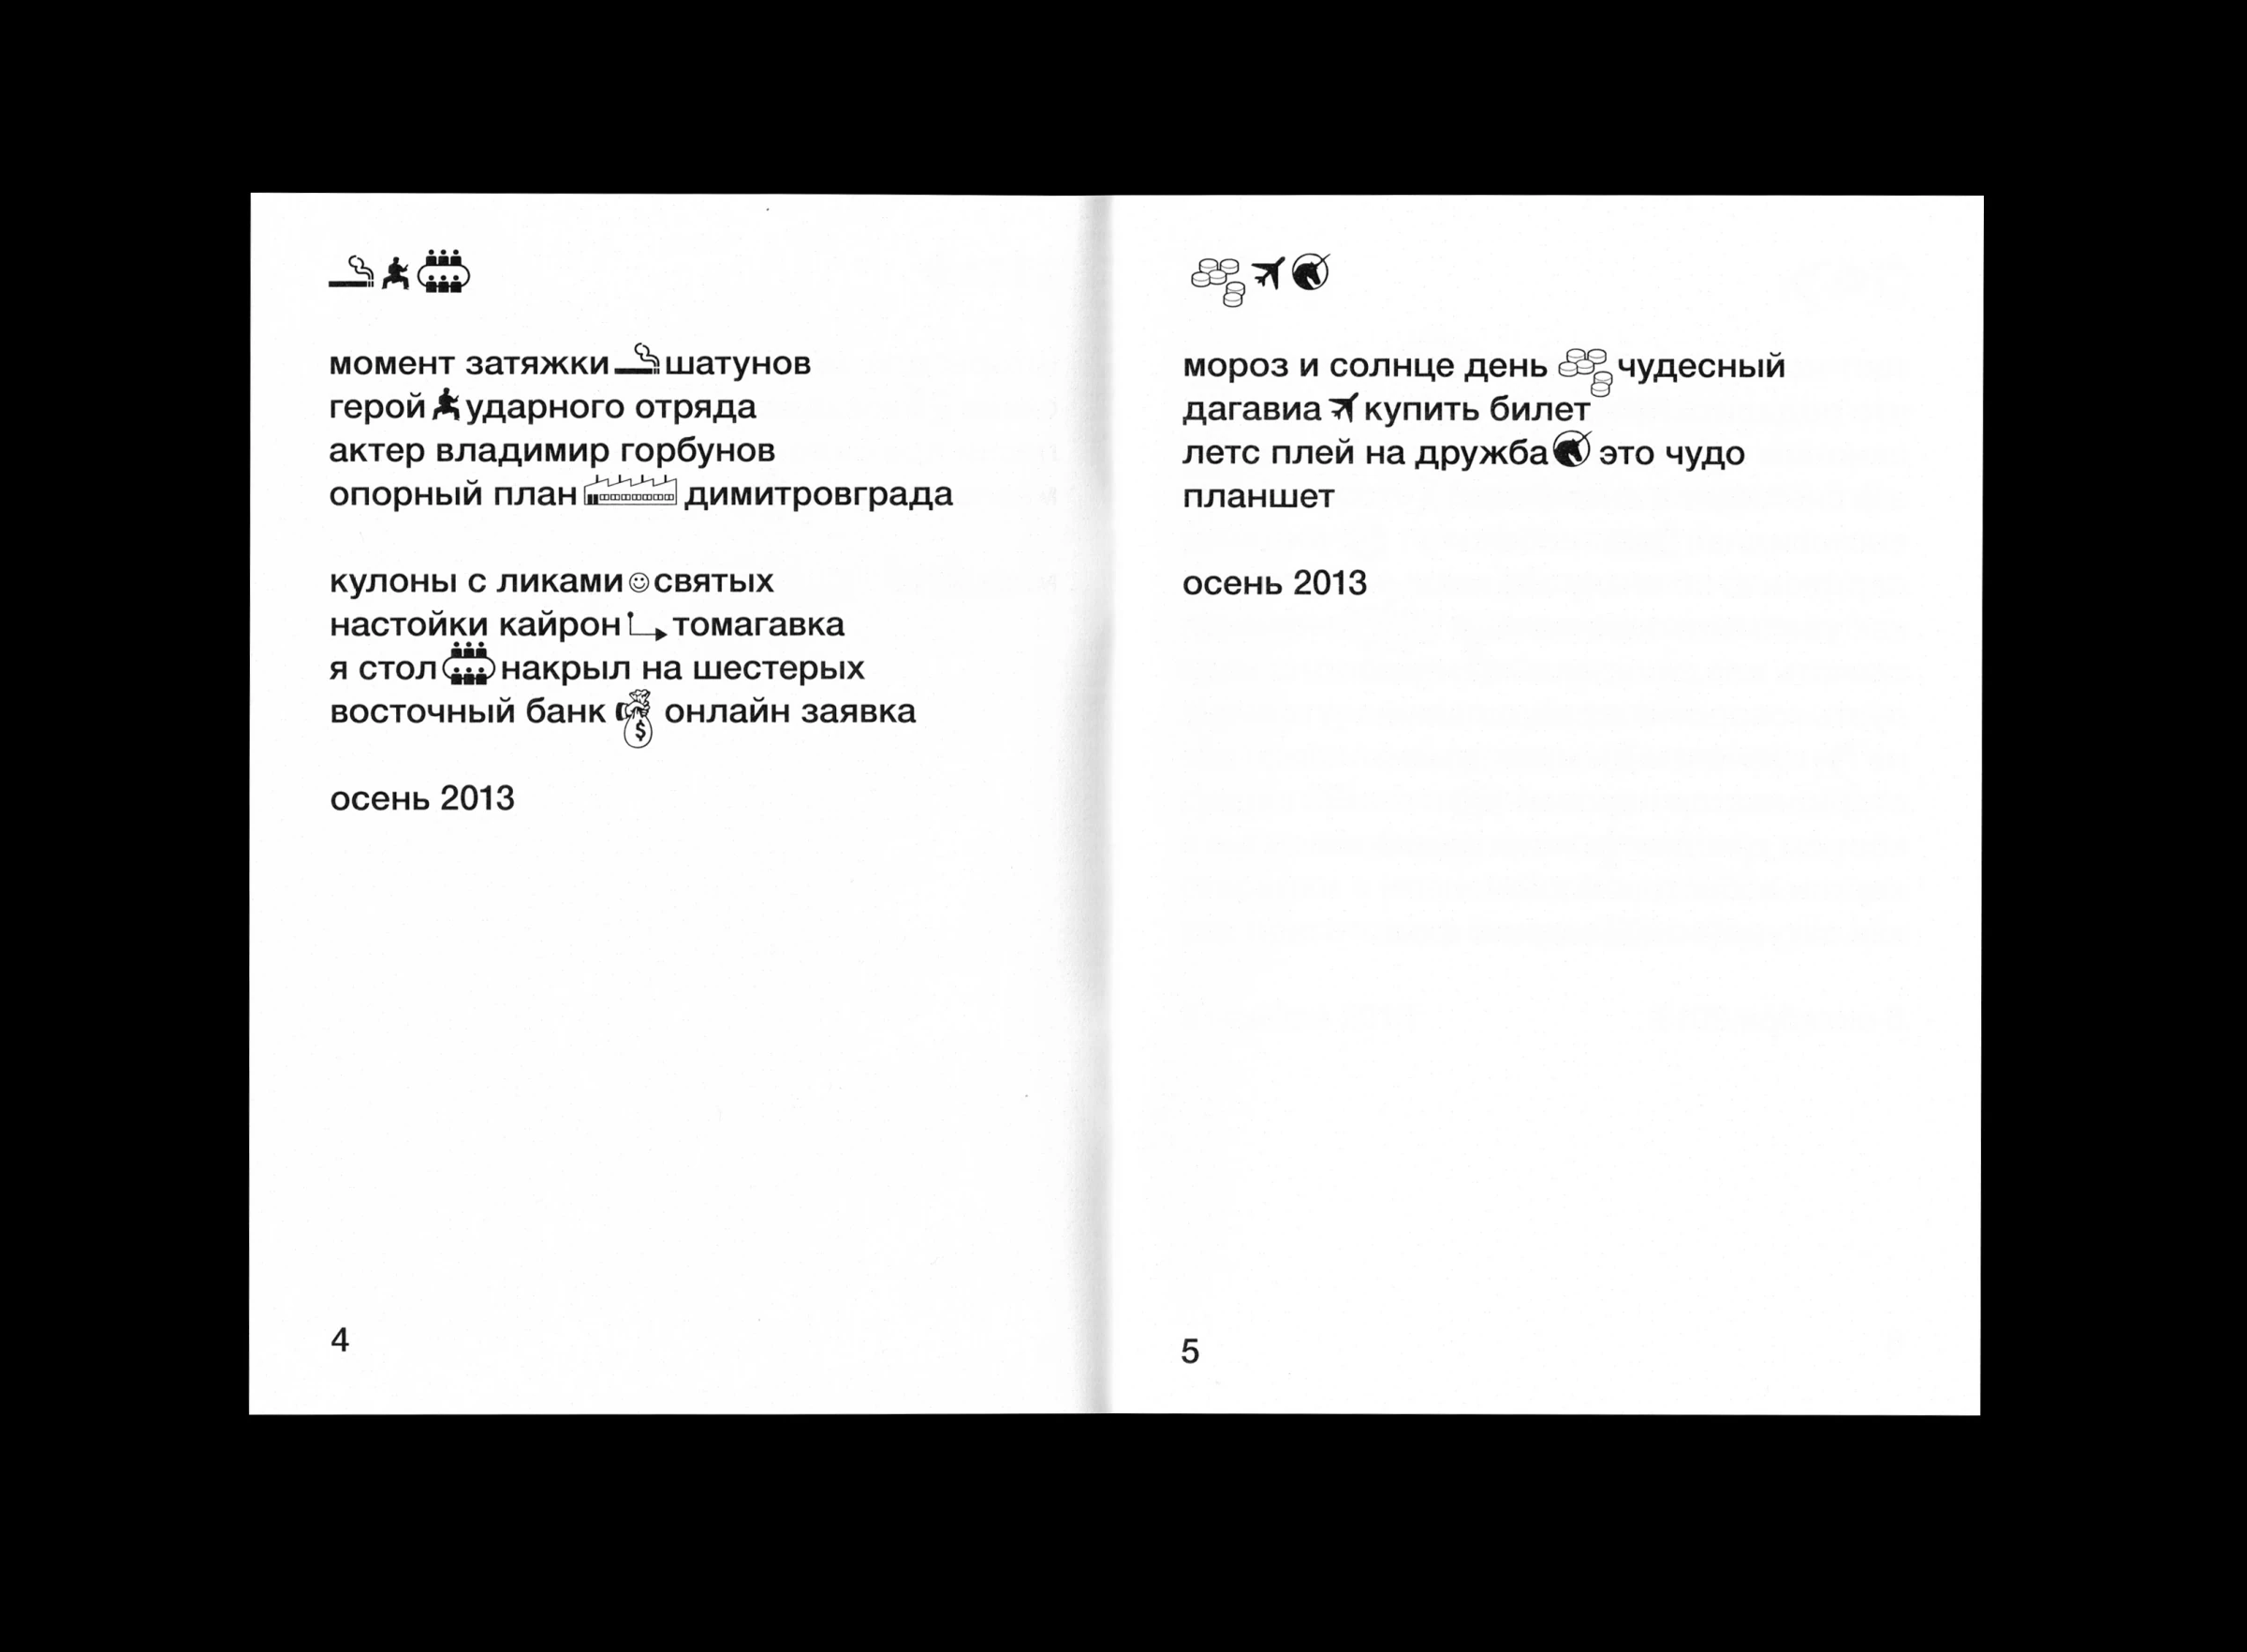 момент затяжки шатунов
герой ударного отряда
актер владимир горбунов
опорный план димитровграда
кулоны с ликами святых
настойки кайрон томагавка
я стол накрыл на шестерых
восточный банк $ онлайн заявка
осень 2013
4
мороз и солнце день чудесный
дагавиа купить билет
летс плей на дружба это чудо
планшет
осень 2013
5